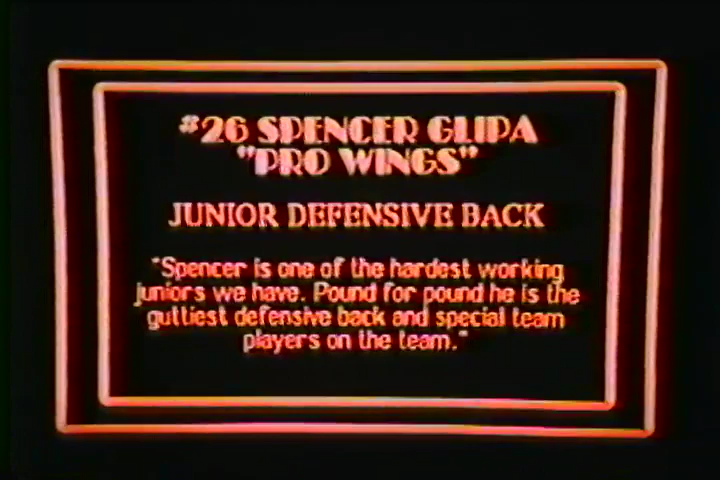 #26 SPENCER GLIPA
"PRO WINGS"
JUNIOR DEFENSIVE BACK
"Spencer is one of the hardest working
juniors we have. Pound for pound he is the
guttiest defensive back and special team
players on the team."